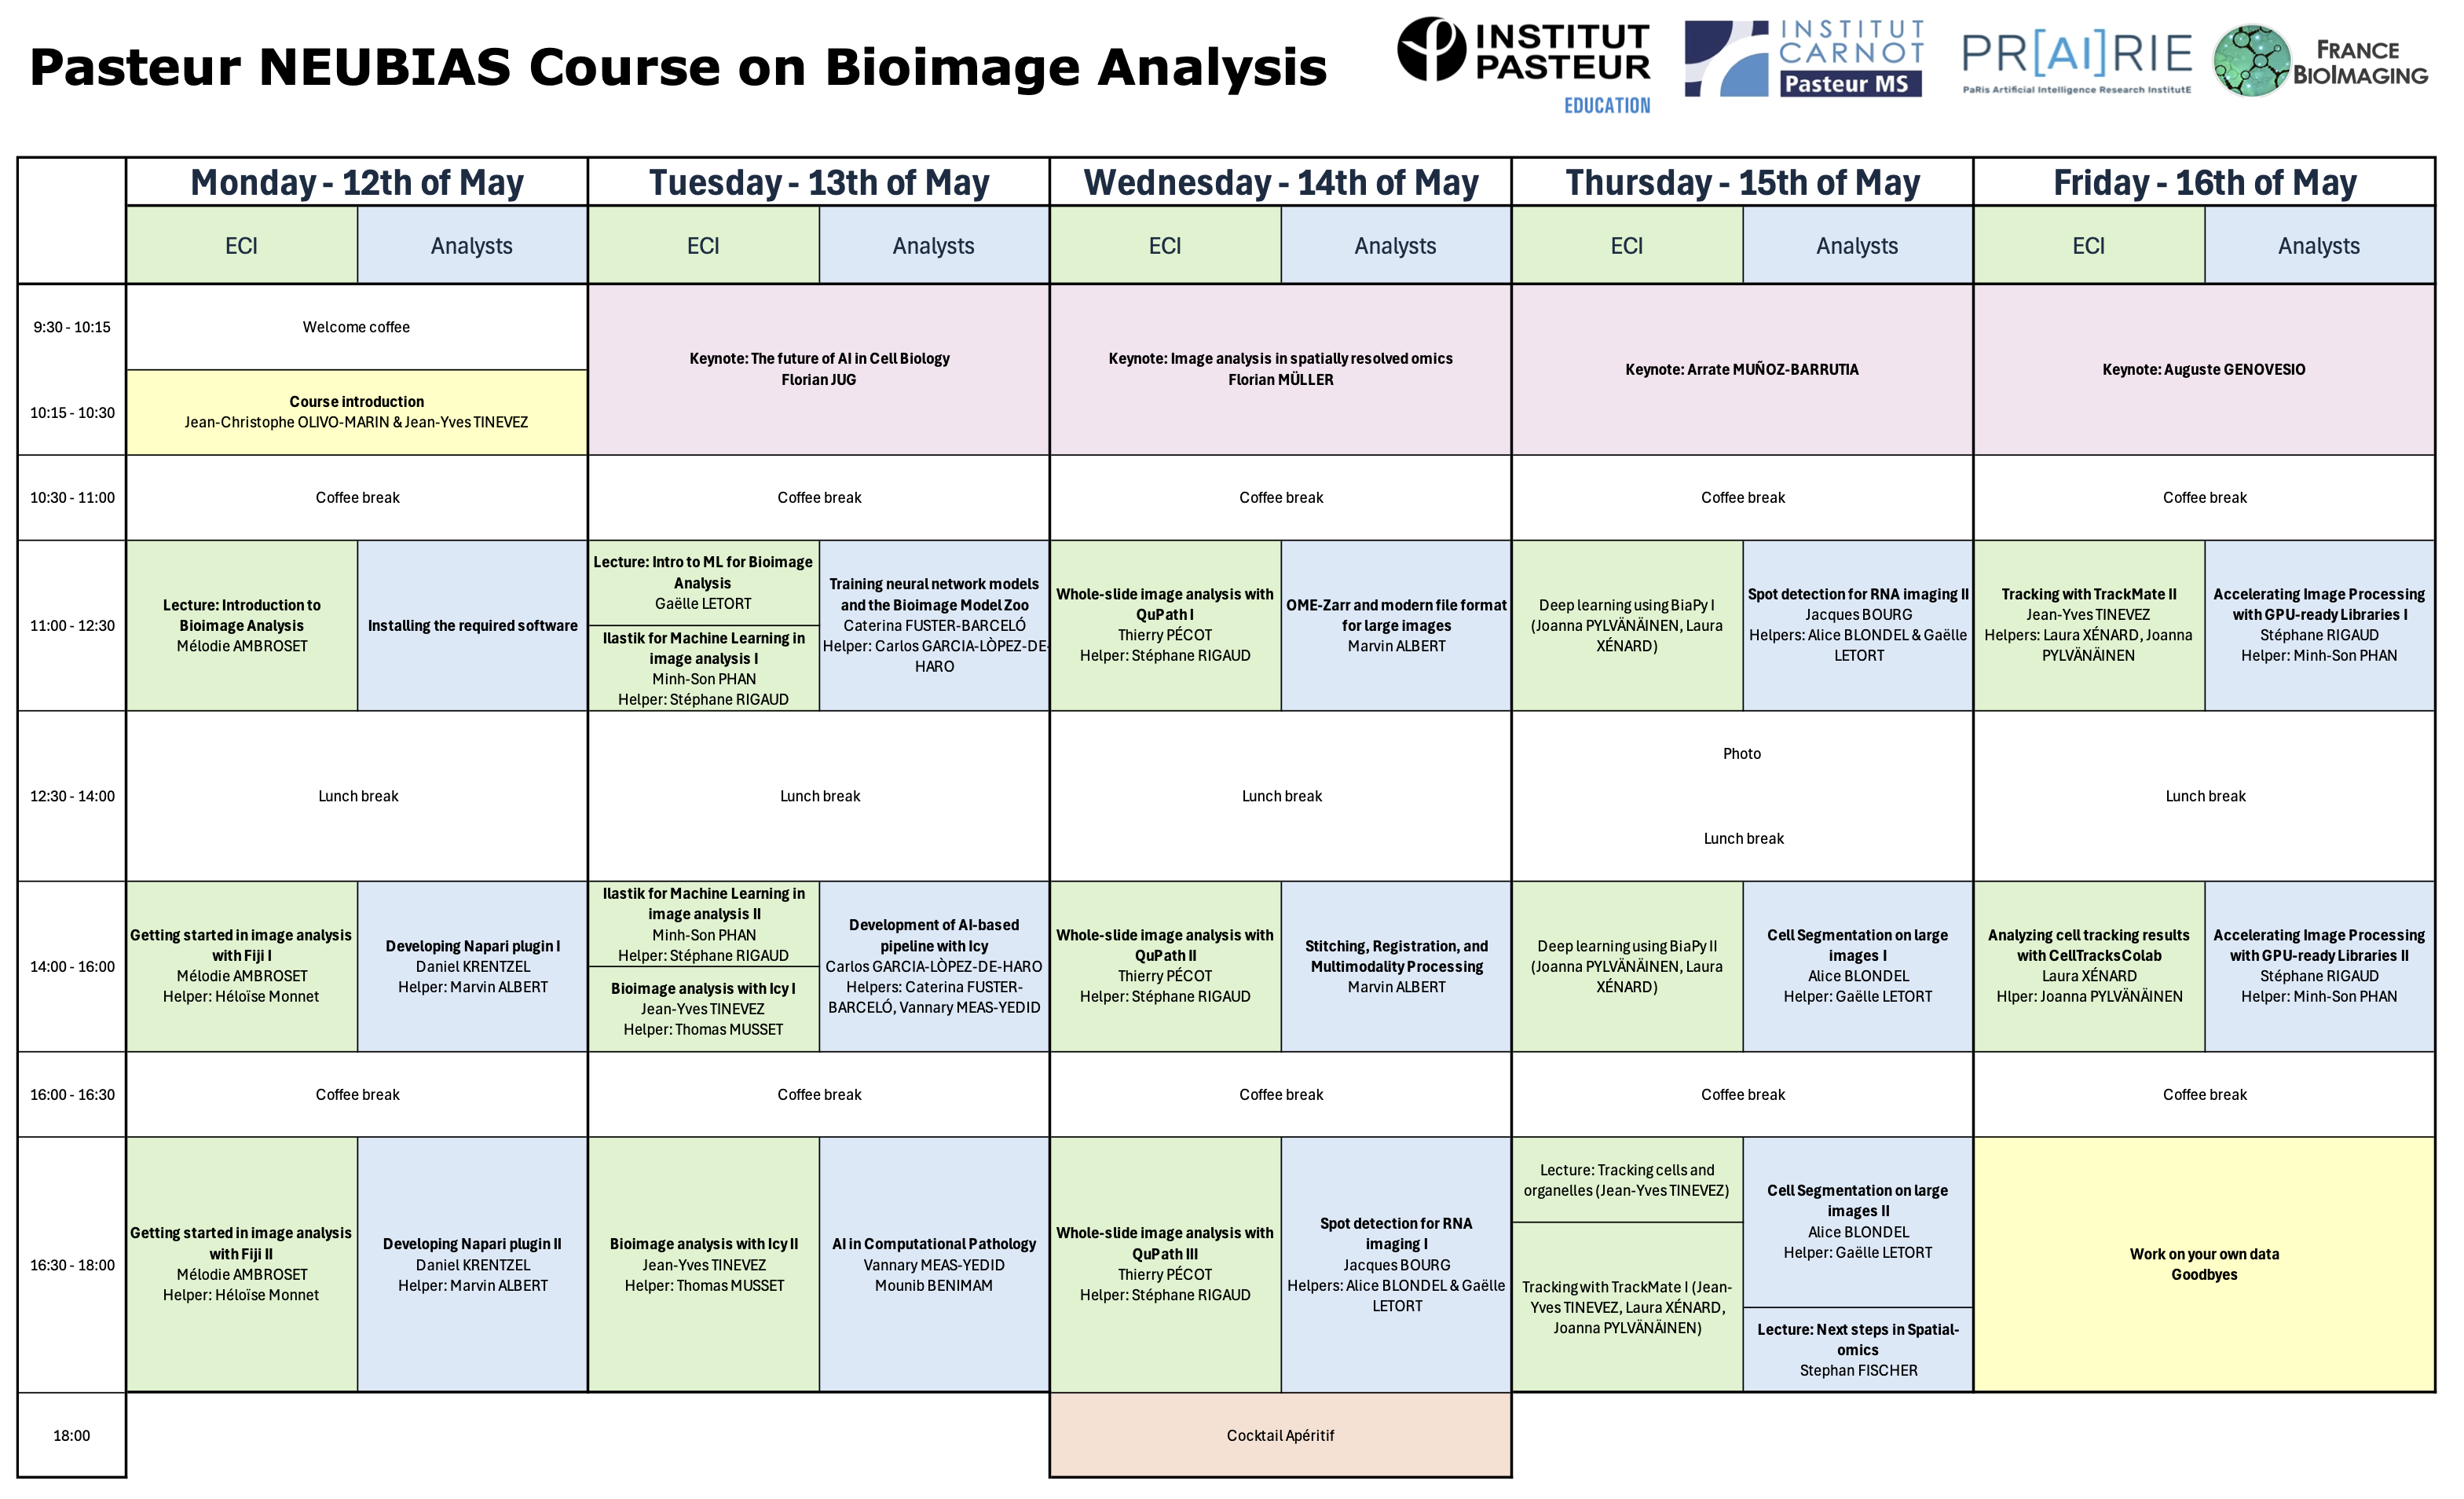 Pasteur NEUBIAS Course on Bioimage Analysis
INSTITUT
PASTEUR
EDUCATION
INSTITUT
CARNOT
Pasteur MS
PR[AI]RIE
PaRis Artificial Intelligence Research InstitutE
FRANCE
BIOIMAGING
Monday - 12th of May
Tuesday - 13th of May
Wednesday - 14th of May
Thursday - 15th of May
Friday - 16th of May
ECI
Analysts
ECI
Analysts
ECI
Analysts
ECI
Analysts
ECI
Analysts
9:30 - 10:15
Welcome coffee
10:15 - 10:30
Course introduction
Jean-Christophe OLIVO-MARIN & Jean-Yves TINEVEZ
Keynote: The future of AI in Cell Biology
Florian JUG
Keynote: Image analysis in spatially resolved omics
Florian MÜLLER
Keynote: Arrate MUÑOZ-BARRUTIA
Keynote: Auguste GENOVESIO
10:30 - 11:00
Coffee break
Coffee break
Coffee break
Coffee break
Coffee break
11:00 - 12:30
Lecture: Introduction to
Bioimage Analysis
Mélodie AMBROSET
Installing the required software
Lecture: Intro to ML for Bioimage
Analysis
Gaëlle LETORT
Ilastik for Machine Learning in
image analysis I
Minh-Son PHAN
Helper: Stéphane RIGAUD
Training neural network models
and the Bioimage Model Zoo
Caterina FUSTER-BARCELÓ
Helper: Carlos GARCIA-LÒPEZ-DE-
HARO
Whole-slide image analysis with
QuPath I
Thierry PÉCOT
Helper: Stéphane RIGAUD
OME-Zarr and modern file format
for large images
Marvin ALBERT
Deep learning using BiaPy I
(Joanna PYLVÄNÄINEN, Laura
XÉNARD)
Spot detection for RNA imaging II
Jacques BOURG
Helpers: Alice BLONDEL & Gaëlle
LETORT
Tracking with TrackMate II
Jean-Yves TINEVEZ
Helpers: Laura XÉNARD, Joanna
PYLVÄNÄINEN
Accelerating Image Processing
with GPU-ready Libraries I
Stéphane RIGAUD
Helper: Minh-Son PHAN
12:30 - 14:00
Lunch break
Lunch break
Lunch break
Photo
Lunch break
Lunch break
14:00 - 16:00
Getting started in image analysis
with Fiji I
Mélodie AMBROSET
Helper: Héloïse Monnet
Developing Napari plugin I
Daniel KRENTZEL
Helper: Marvin ALBERT
Ilastik for Machine Learning in
image analysis II
Minh-Son PHAN
Helper: Stéphane RIGAUD
Bioimage analysis with Icy I
Jean-Yves TINEVEZ
Helper: Thomas MUSSET
Development of AI-based
pipeline with Icy
Carlos GARCIA-LÒPEZ-DE-HARO
Helpers: Caterina FUSTER-
BARCELÓ, Vannary MEAS-YEDID
Whole-slide image analysis with
QuPath II
Thierry PÉCOT
Helper: Stéphane RIGAUD
Stitching, Registration, and
Multimodality Processing
Marvin ALBERT
Deep learning using BiaPy II
(Joanna PYLVÄNÄINEN, Laura
XÉNARD)
Cell Segmentation on large
images I
Alice BLONDEL
Helper: Gaëlle LETORT
Analyzing cell tracking results
with CellTracksColab
Laura XÉNARD
Hlper: Joanna PYLVÄNÄINEN
Accelerating Image Processing
with GPU-ready Libraries II
Stéphane RIGAUD
Helper: Minh-Son PHAN
16:00 - 16:30
Coffee break
Coffee break
Coffee break
Coffee break
Coffee break
16:30 - 18:00
Getting started in image analysis
with Fiji II
Mélodie AMBROSET
Helper: Héloïse Monnet
Developing Napari plugin II
Daniel KRENTZEL
Helper: Marvin ALBERT
Bioimage analysis with Icy II
Jean-Yves TINEVEZ
Helper: Thomas MUSSET
AI in Computational Pathology
Vannary MEAS-YEDID
Mounib BENIMAM
Whole-slide image analysis with
QuPath III
Thierry PÉCOT
Helper: Stéphane RIGAUD
Spot detection for RNA
imaging I
Jacques BOURG
Helpers: Alice BLONDEL & Gaëlle
LETORT
Lecture: Tracking cells and
organelles (Jean-Yves TINEVEZ)
Tracking with TrackMate I (Jean-
Yves TINEVEZ, Laura XÉNARD,
Joanna PYLVÄNÄINEN)
Cell Segmentation on large
images II
Alice BLONDEL
Helper: Gaëlle LETORT
Lecture: Next steps in Spatial-
omics
Stephan FISCHER
Work on your own data
Goodbyes
18:00
Cocktail Apéritif